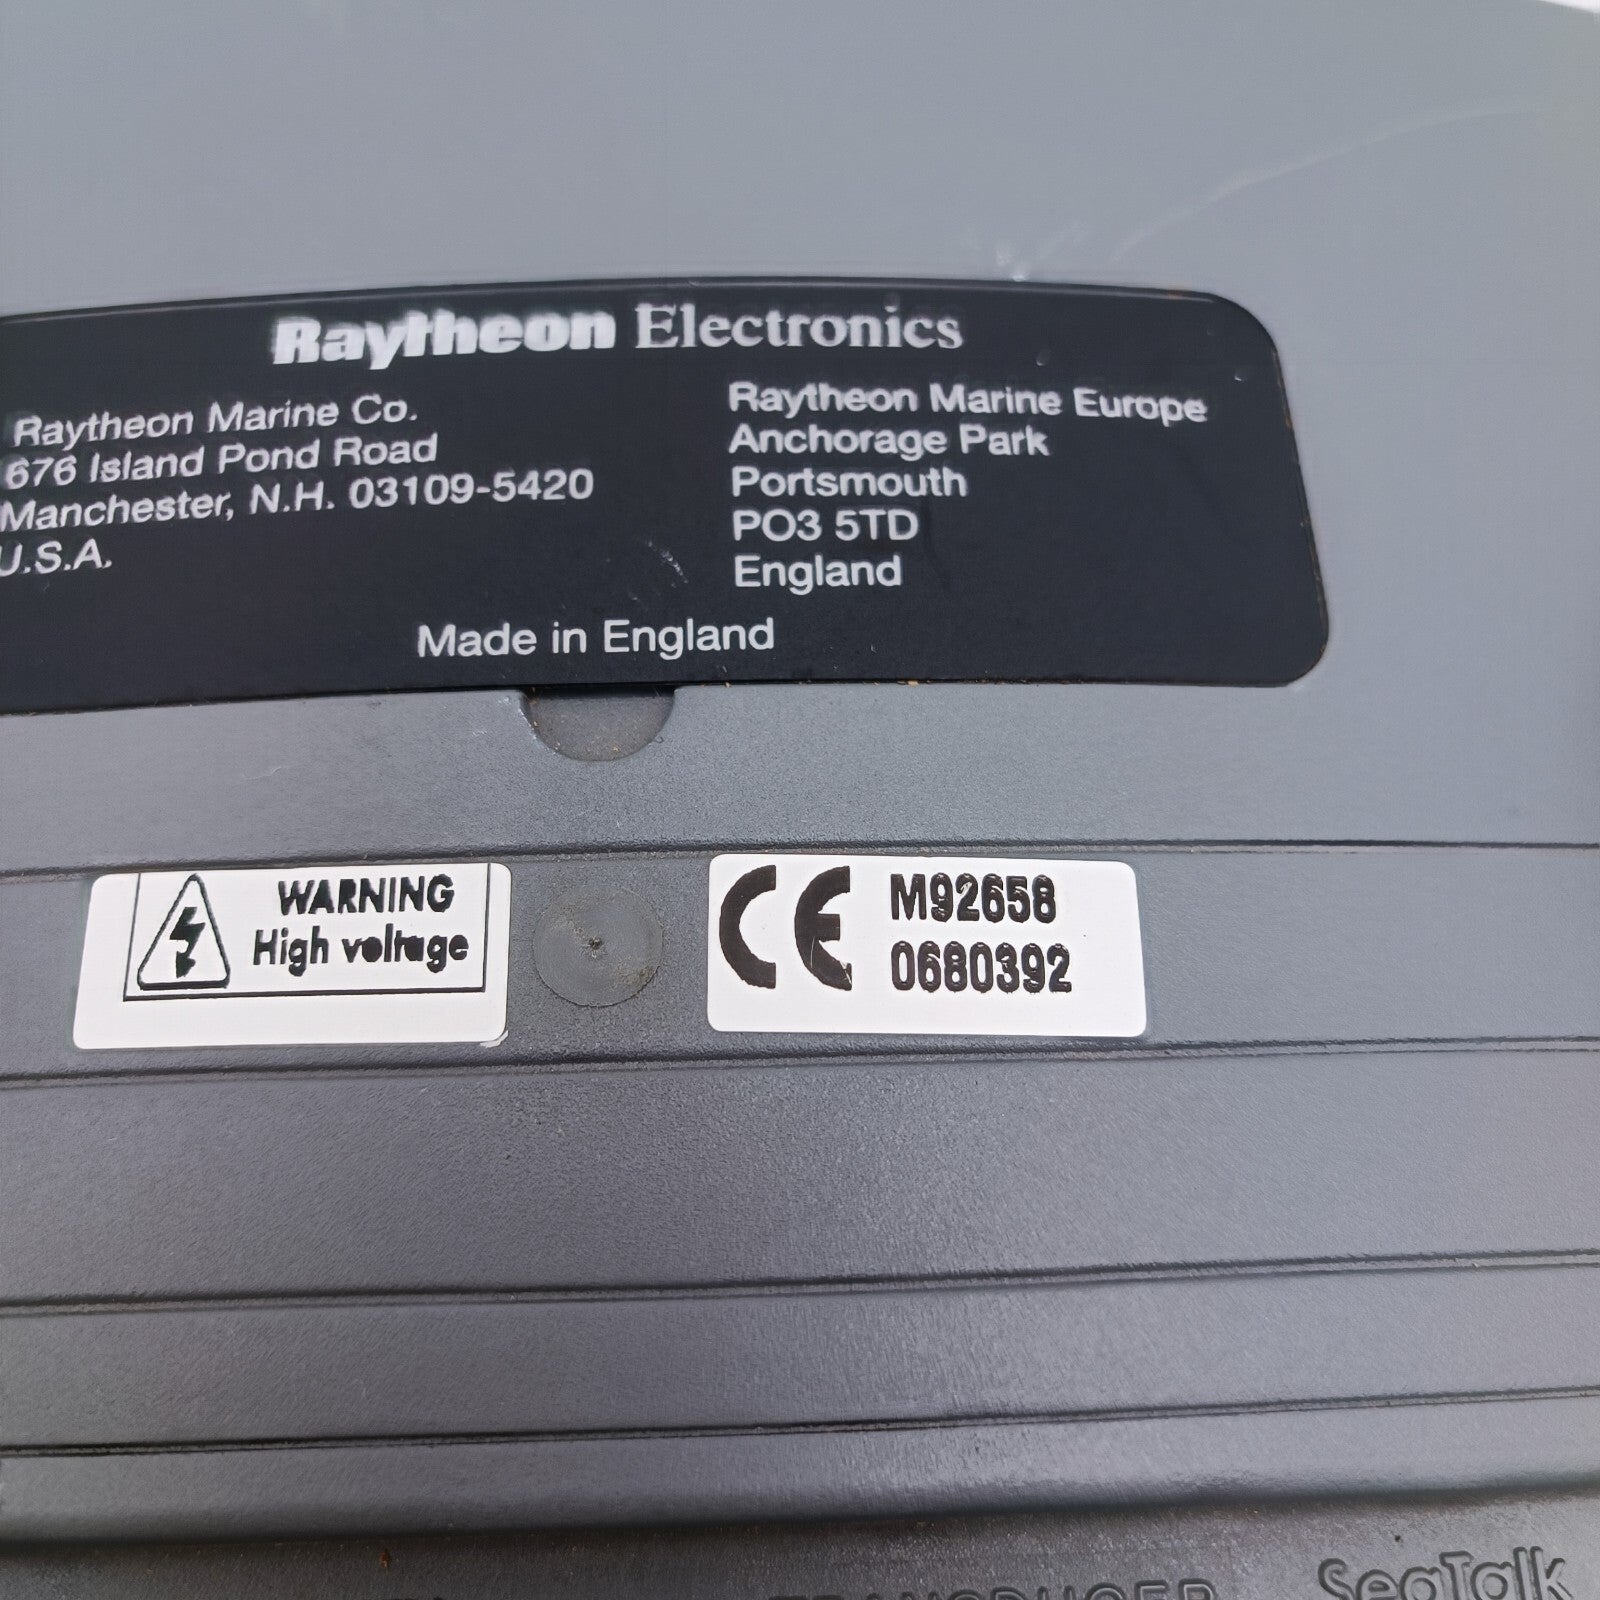 Raytheon Electronics
Raytheon Marine Co.
676 Island Pond Road
Manchester, N.H. 03109-5420
U.S.A.
Raytheon Marine Europe
Anchorage Park
Portsmouth
PO3 5TD
England
Made in England
WARNING
High voltage
CE M92658
0680392
TRANSDUCER SeaTalk